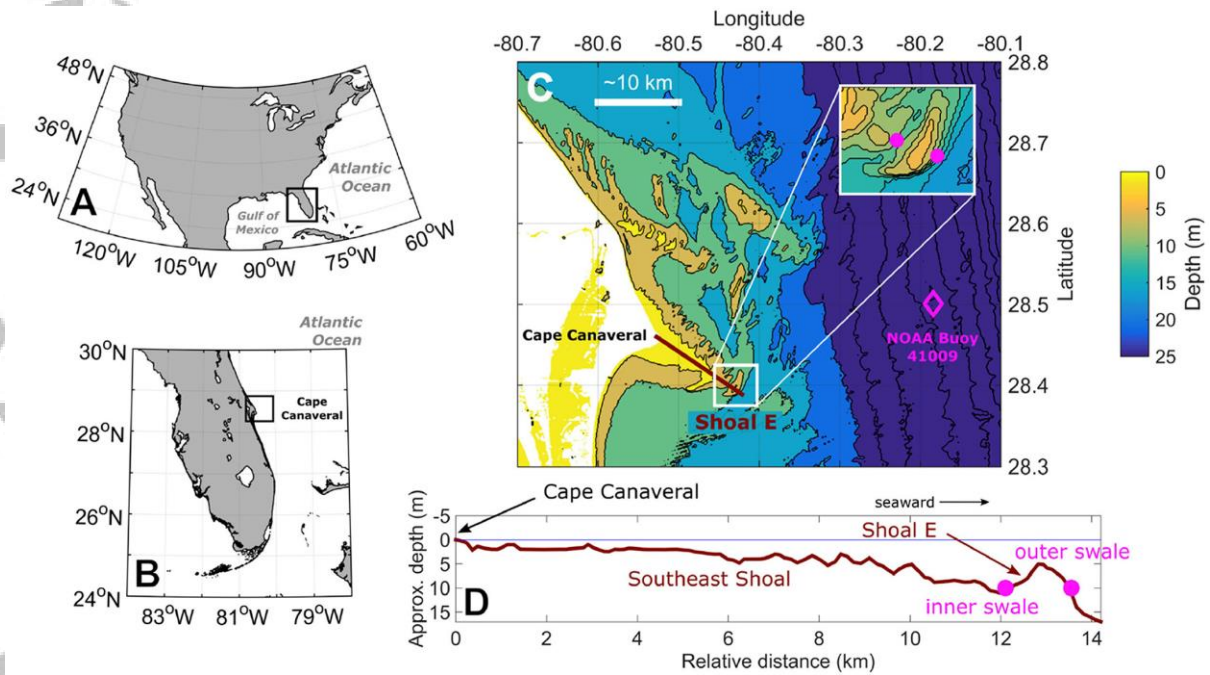 48°N
36°N
24°N
A
Atlantic
Ocean
Gulf of
Mexico
120°W
105°W
90°W
75°W
60°W
Atlantic
Ocean
30°N
28°N
26°N
24°N
Cape
Canaveral
B
83°W
81°W
79°W
Longitude
-80.7 -80.6 -80.45 -80.4 -80.3 -80.2 -80.1
C
~10 km
28.8
28.7
28.6
28.5
28.4
28.3
Latitude
Cape Canaveral
Shoal E
NOAA Buoy
41009
0
5
10
15
20
25
Depth (m)
Cape Canaveral
seaward
Shoal E
outer swale
Southeast Shoal
inner swale
D
-5
0
5
10
15
Approx. depth (m)
0 2 4 6 8 10 12 14
Relative distance (km)